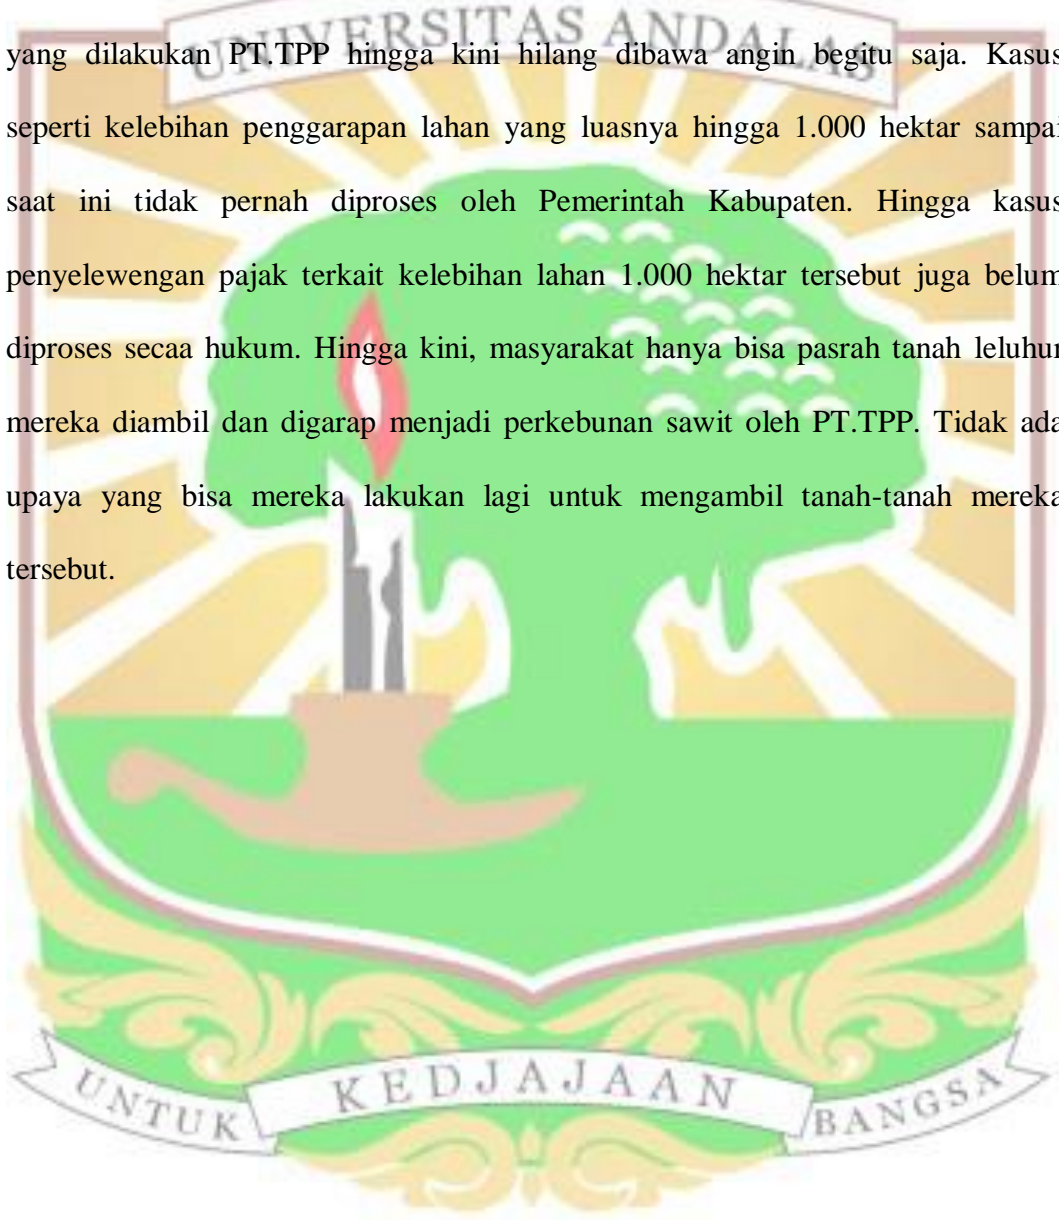 UNIVERSITAS ANDALAS
yang dilakukan PT.TPP hingga kini hilang dibawa angin begitu saja. Kasus
seperti kelebihan penggarapan lahan yang luasnya hingga 1.000 hektar sampai
saat ini tidak pernah diproses oleh Pemerintah Kabupaten. Hingga kasus
penyelewengan pajak terkait kelebihan lahan 1.000 hektar tersebut juga belum
diproses secaa hukum. Hingga kini, masyarakat hanya bisa pasrah tanah leluhur
mereka diambil dan digarap menjadi perkebunan sawit oleh PT.TPP. Tidak ada
upaya yang bisa mereka lakukan lagi untuk mengambil tanah-tanah mereka
tersebut.
UNTUK KEDJAJAAN BANGSA